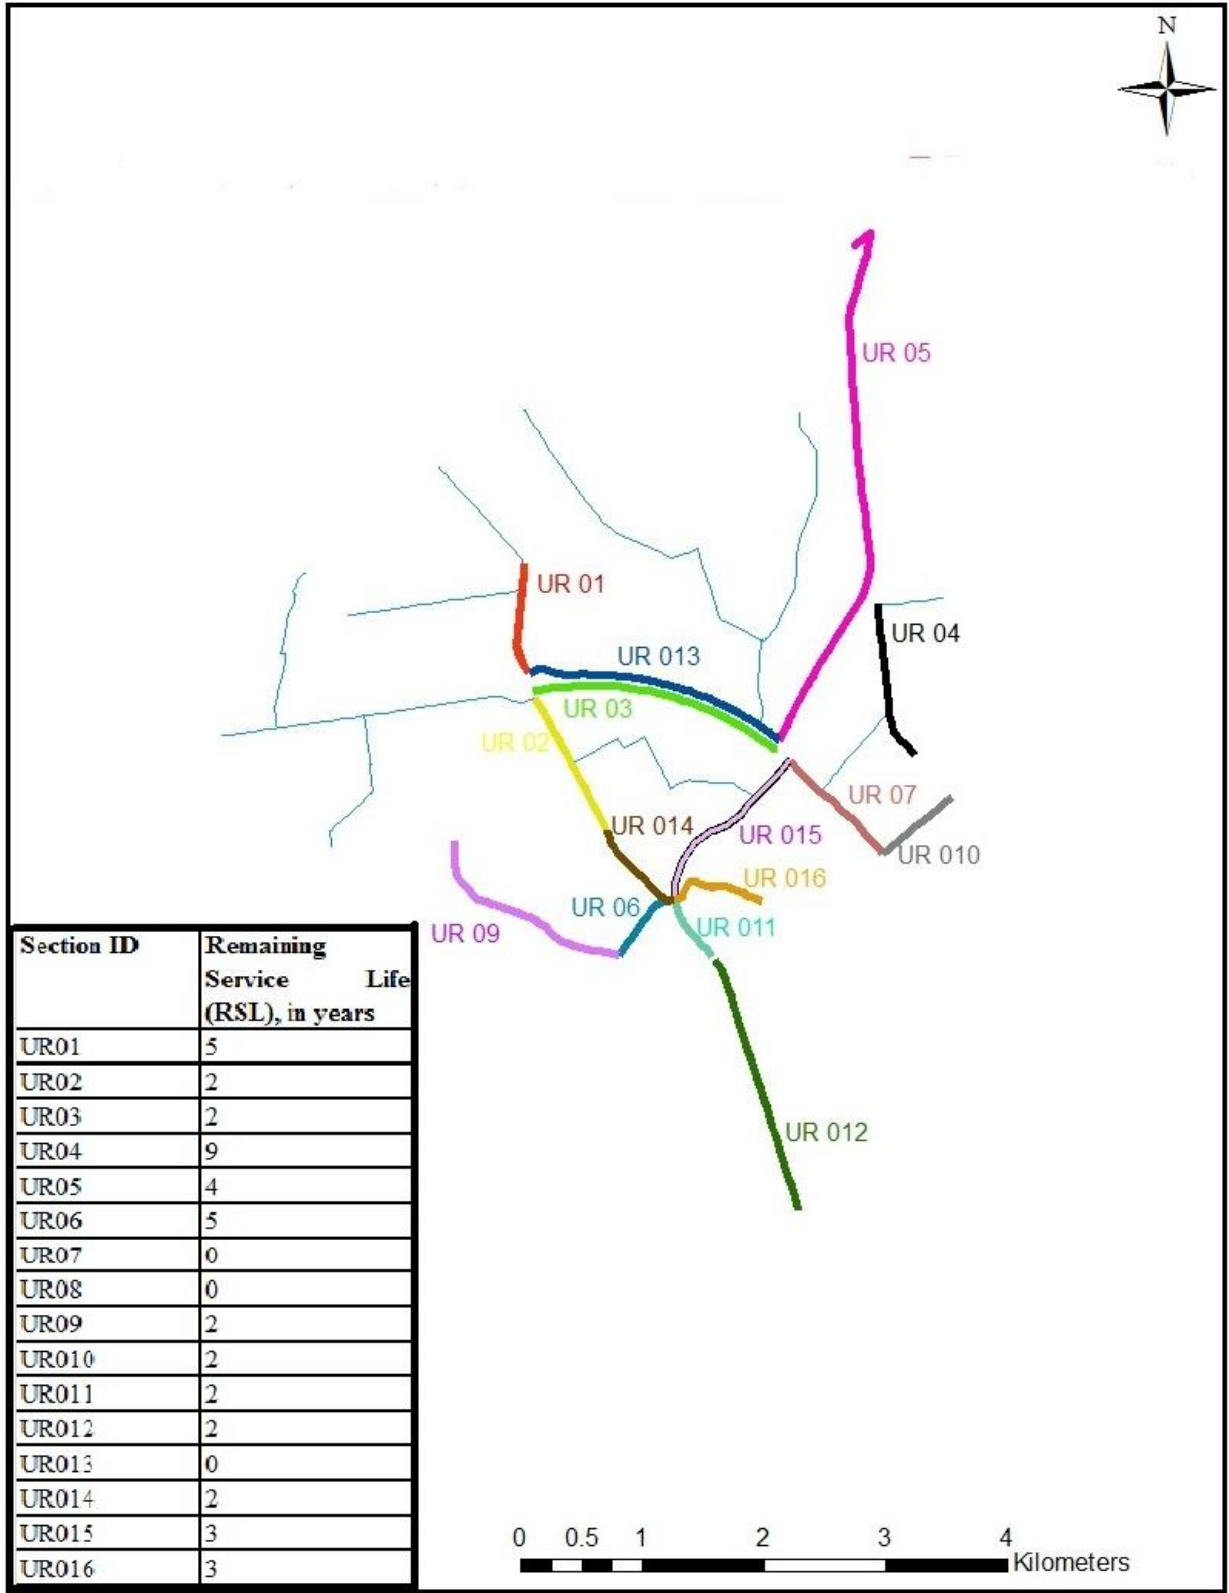 N
UR 05
UR 01
UR 04
UR 013
UR 03
UR 02
UR 07
UR 014
UR 015
UR 010
UR 016
UR 06
UR 011
UR 09
UR 012
Section ID Remaining
Service Life
(RSL), in years
UR01 5
UR02 2
UR03 2
UR04 9
UR05 4
UR06 5
UR07 0
UR08 0
UR09 2
UR010 2
UR011 2
UR012 2
UR013 0
UR014 2
UR015 3
UR016 3
0 0.5 1 2 3 4
Kilometers